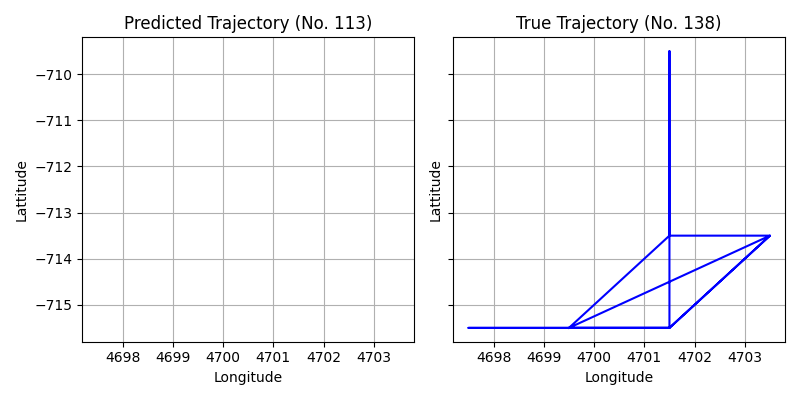 Predicted Trajectory (No. 113)
True Trajectory (No. 138)
−710
−711
−712
−713
−714
−715
Lattitude
Lattitude
4698 4699 4700 4701 4702 4703
4698 4699 4700 4701 4702 4703
Longitude
Longitude